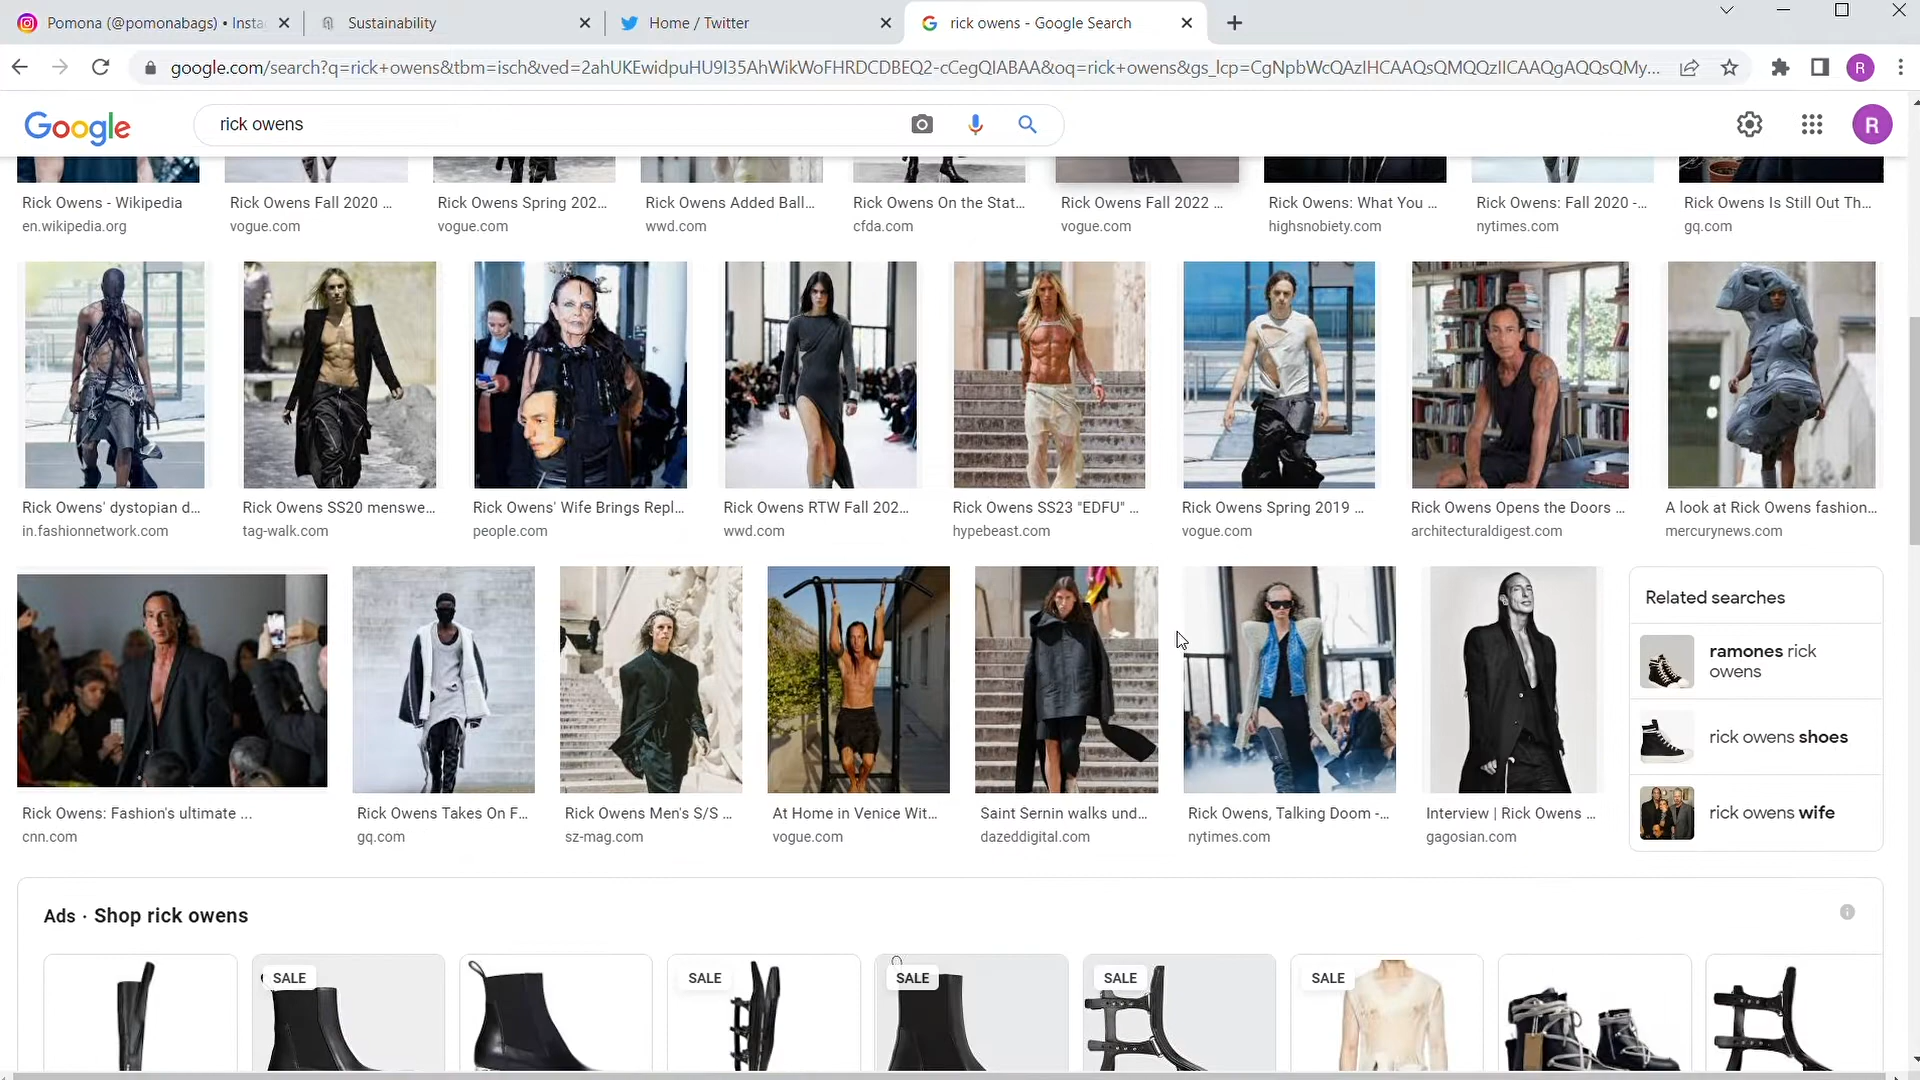 Pomona (@pomonabags) • Insta
Sustainability
Home / Twitter
rick owens - Google Search
google.com/search?q=rick+owens&tbm=isch&ved=2ahUKEwidpuHU9I35AhWikWoFHRDCDBEQ2-cCegQIABAA&oq=rick+owens&gs_lcp=CgNpbWcQAzIHCAAQsQMQQzIICAAQgAQQsQMy...
R
Google
rick owens
R
Rick Owens - Wikipedia
en.wikipedia.org
Rick Owens Fall 2020 ...
vogue.com
Rick Owens Spring 202...
vogue.com
Rick Owens Added Ball...
wwd.com
Rick Owens On the Stat...
cfda.com
Rick Owens Fall 2022 ...
vogue.com
Rick Owens: What You ...
highsnobiety.com
Rick Owens: Fall 2020 -...
nytimes.com
Rick Owens Is Still Out Th...
gq.com
Rick Owens' dystopian d...
in.fashionnetwork.com
Rick Owens SS20 menswe...
tag-walk.com
Rick Owens' Wife Brings Repl...
people.com
Rick Owens RTW Fall 202...
wwd.com
Rick Owens SS23 "EDFU" ...
hypebeast.com
Rick Owens Spring 2019 ...
vogue.com
Rick Owens Opens the Doors ...
architecturaldigest.com
A look at Rick Owens fashion...
mercurynews.com
Rick Owens: Fashion's ultimate ...
cnn.com
Rick Owens Takes On F...
gq.com
Rick Owens Men's S/S ...
sz-mag.com
At Home in Venice Wit...
vogue.com
Saint Sernin walks und...
dazeddigital.com
Rick Owens, Talking Doom -...
nytimes.com
Interview | Rick Owens ...
gagosian.com
Related searches
ramones rick
owens
rick owens shoes
rick owens wife
Ads · Shop rick owens
SALE
SALE
SALE
SALE
SALE